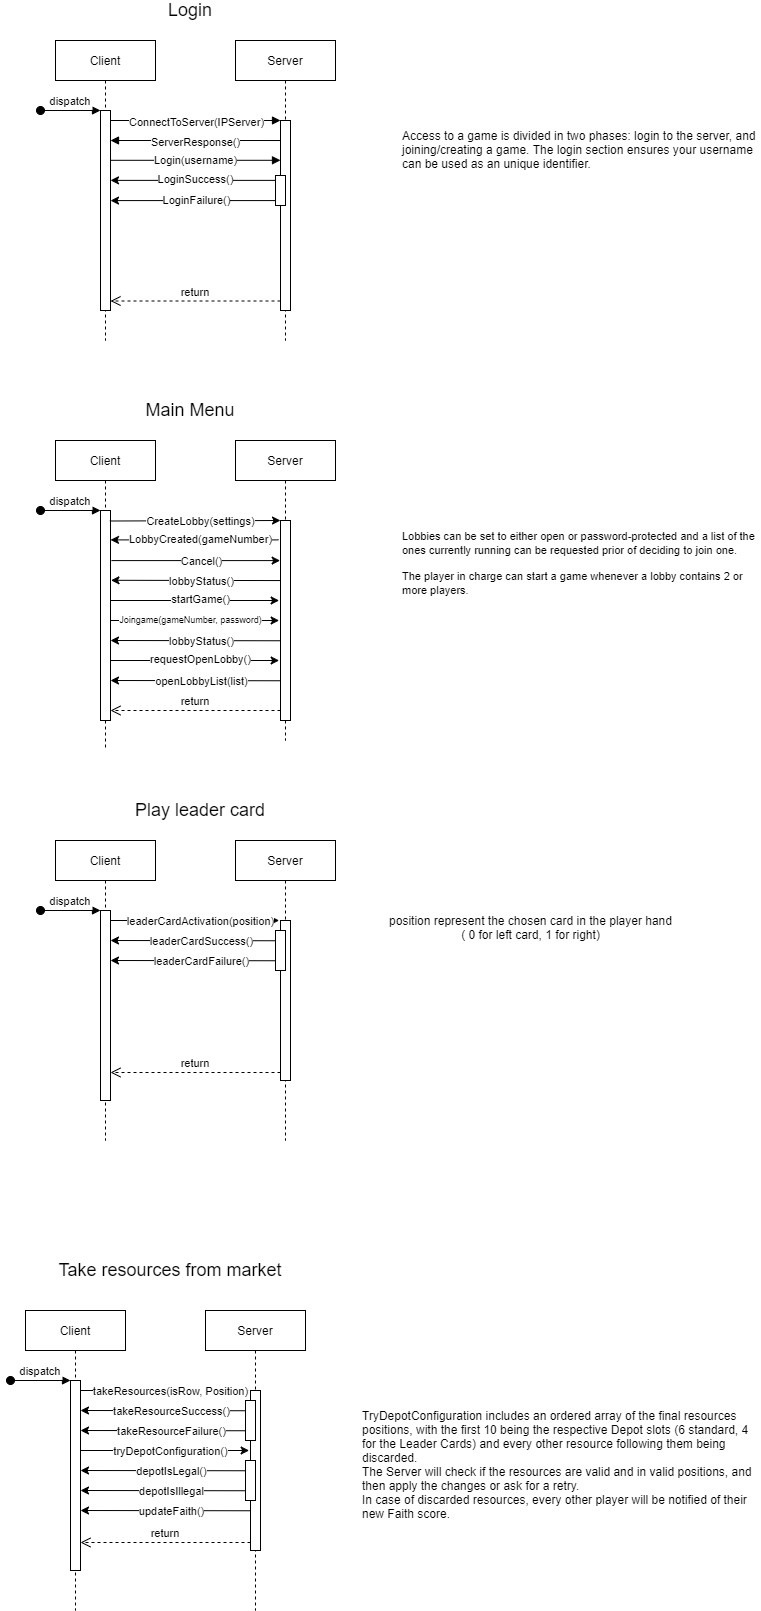 Login
Client
Server
dispatch
ConnectToServer(IPServer)
ServerResponse()
Login(username)
LoginSuccess()
LoginFailure()
return
Access to a game is divided in two phases: login to the server, and
joining/creating a game. The login section ensures your username
can be used as an unique identifier.
Main Menu
Client
Server
dispatch
CreateLobby(settings)
LobbyCreated(gameNumber)
Cancel()
lobbyStatus()
startGame()
Joingame(gameNumber, password)
lobbyStatus()
requestOpenLobby()
openLobbyList(list)
return
Lobbies can be set to either open or password-protected and a list of the
ones currently running can be requested prior of deciding to join one.
The player in charge can start a game whenever a lobby contains 2 or
more players.
Play leader card
Client
Server
dispatch
leaderCardActivation(position)
leaderCardSuccess()
leaderCardFailure()
return
position represent the chosen card in the player hand
( 0 for left card, 1 for right)
Take resources from market
Client
Server
dispatch
takeResources(isRow, Position)
takeResourceSuccess()
takeResourceFailure()
tryDepotConfiguration()
depotIsLegal()
depotIsIllegal
updateFaith()
return
TryDepotConfiguration includes an ordered array of the final resources
positions, with the first 10 being the respective Depot slots (6 standard, 4
for the Leader Cards) and every other resource following them being
discarded.
The Server will check if the resources are valid and in valid positions, and
then apply the changes or ask for a retry.
In case of discarded resources, every other player will be notified of their
new Faith score.